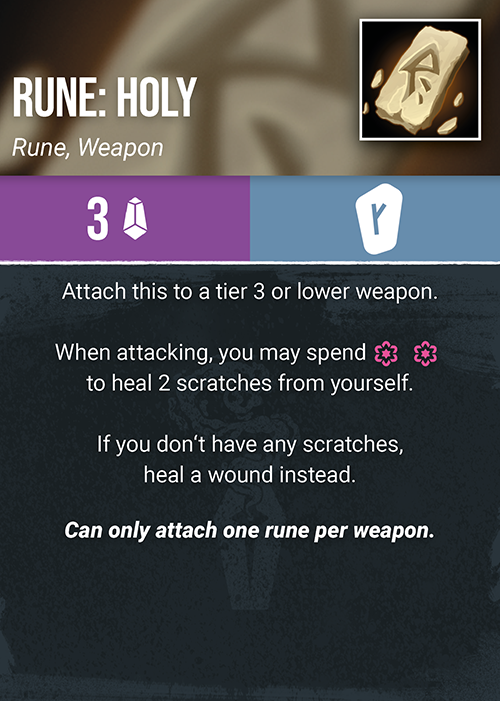 RUNE: HOLY
Rune, Weapon
3
Attach this to a tier 3 or lower weapon.
When attacking, you may spend
to heal 2 scratches from yourself.
If you don't have any scratches,
heal a wound instead.
Can only attach one rune per weapon.